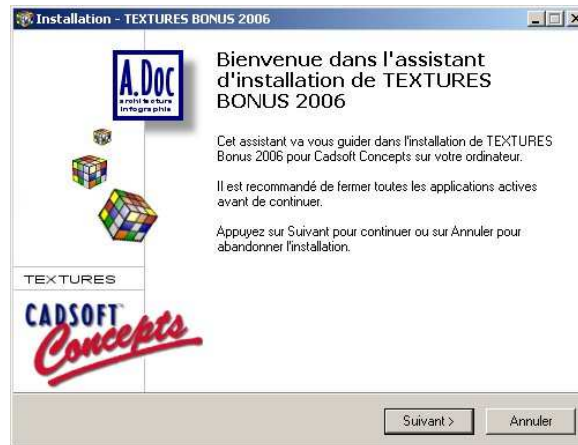 Installation - TEXTURES BONUS 2006
A.Doc
architecture
infographie
Bienvenue dans l'assistant
d'installation de TEXTURES
BONUS 2006
Cet assistant va vous guider dans l'installation de TEXTURES
Bonus 2006 pour Cadsoft Concepts sur votre ordinateur.
Il est recommandé de fermer toutes les applications actives
avant de continuer.
Appuyez sur Suivant pour continuer ou sur Annuler pour
abandonner l'installation.
TEXTURES
CADSOFT
Concepts
Suivant >
Annuler